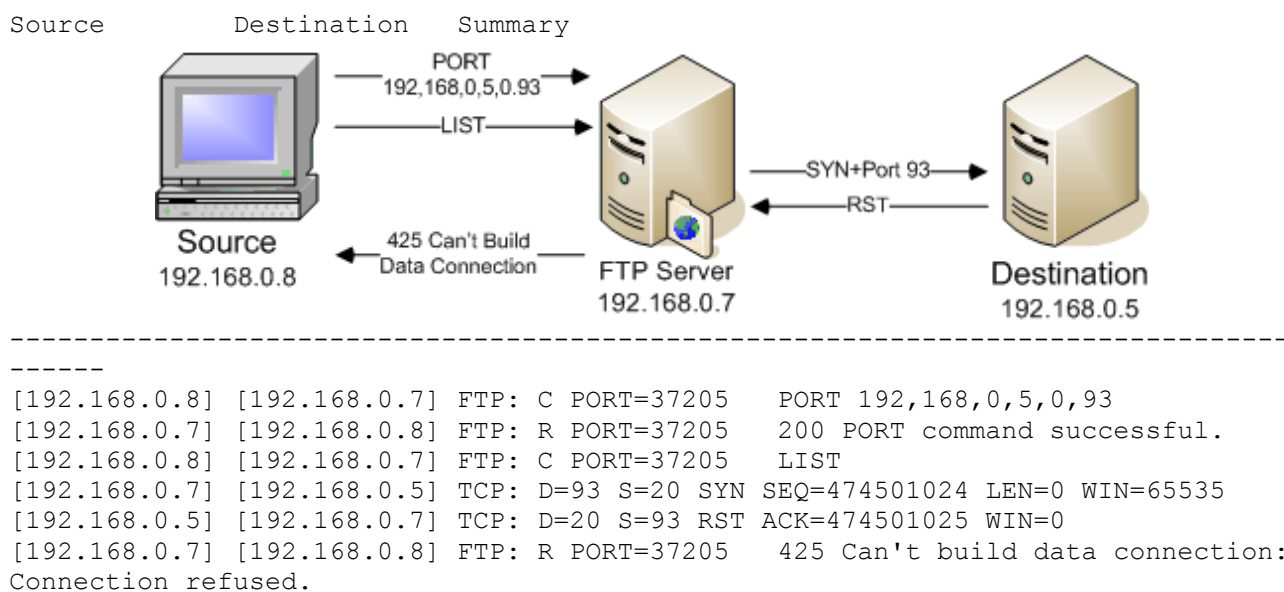 Source Destination Summary
PORT
192,168,0,5,0.93
LIST
SYN+Port 93
RST
425 Can't Build
Data Connection
Source
192.168.0.8
FTP Server
192.168.0.7
Destination
192.168.0.5
--------------------------------------------------------------------------------
------
[192.168.0.8] [192.168.0.7] FTP: C PORT=37205 PORT 192,168,0,5,0,93
[192.168.0.7] [192.168.0.8] FTP: R PORT=37205 200 PORT command successful.
[192.168.0.8] [192.168.0.7] FTP: C PORT=37205 LIST
[192.168.0.7] [192.168.0.5] TCP: D=93 S=20 SYN SEQ=474501024 LEN=0 WIN=65535
[192.168.0.5] [192.168.0.7] TCP: D=20 S=93 RST ACK=474501025 WIN=0
[192.168.0.7] [192.168.0.8] FTP: R PORT=37205 425 Can't build data connection:
Connection refused.